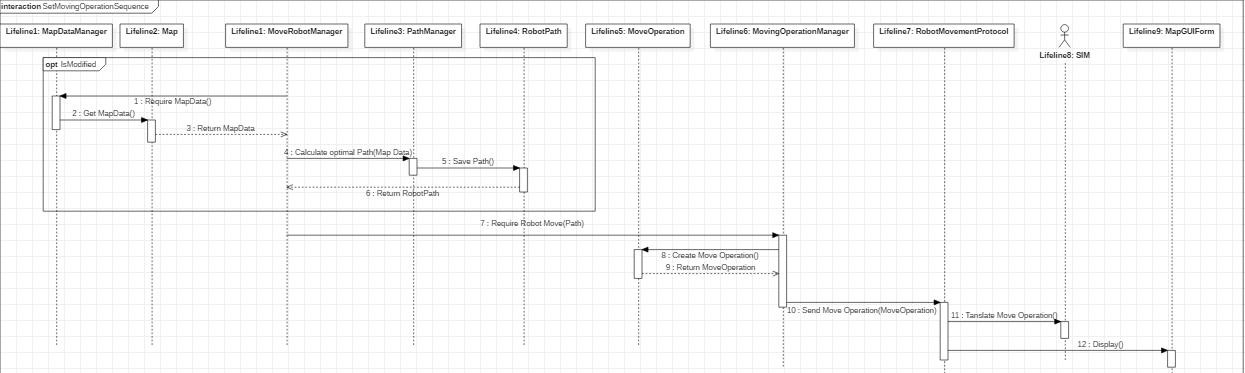 interaction SetMovingOperationSequence
Lifeline1: MapDataManager
Lifeline2: Map
Lifeline1: MoveRobotManager
Lifeline3: PathManager
Lifeline4: RobotPath
Lifeline5: MoveOperation
Lifeline6: MovingOperationManager
Lifeline7: RobotMovementProtocol
Lifeline8: SIM
Lifeline9: MapGUIForm
opt IsModified
1 : Require MapData()
2 : Get MapData()
3 : Return MapData
4 : Calculate optimal Path(Map Data)
5 : Save Path()
6 : Return RobotPath
7 : Require Robot Move(Path)
8 : Create Move Operation()
9 : Return MoveOperation
10 : Send Move Operation(MoveOperation)
11 : Tanslate Move Operation()
12 : Display()